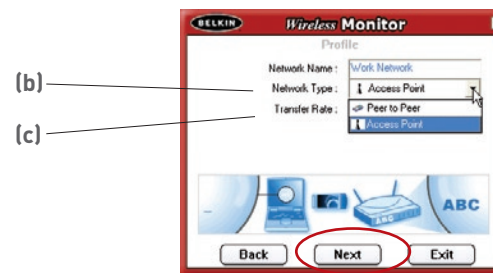 BELKIN Wireless Monitor
Profile
Network Name : Work Network
(b) Network Type : Access Point
(c) Transfer Rate : Peer to Peer
Access Point
ABC
ABC
Back Next Exit